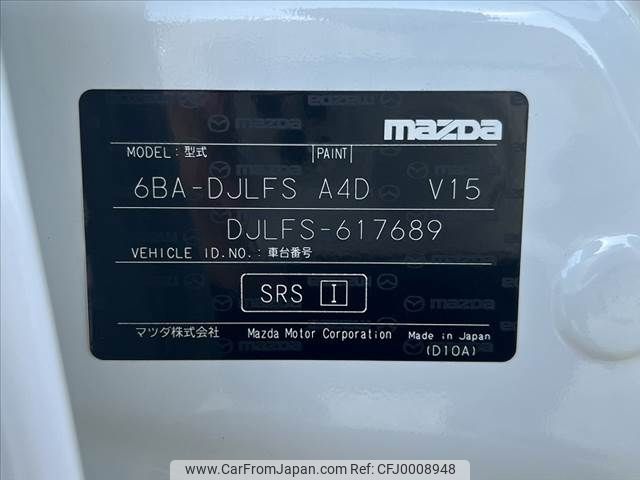 mazda
MODEL : 型式 |PAINT|
6BA-DJLFS A4D V15
DJLFS-617689
VEHICLE ID.NO. : 車台番号
SRS I
マツダ株式会社 Mazda Motor Corporation Made in Japan
(D10A)
www.CarFromJapan.com CFJ0008948